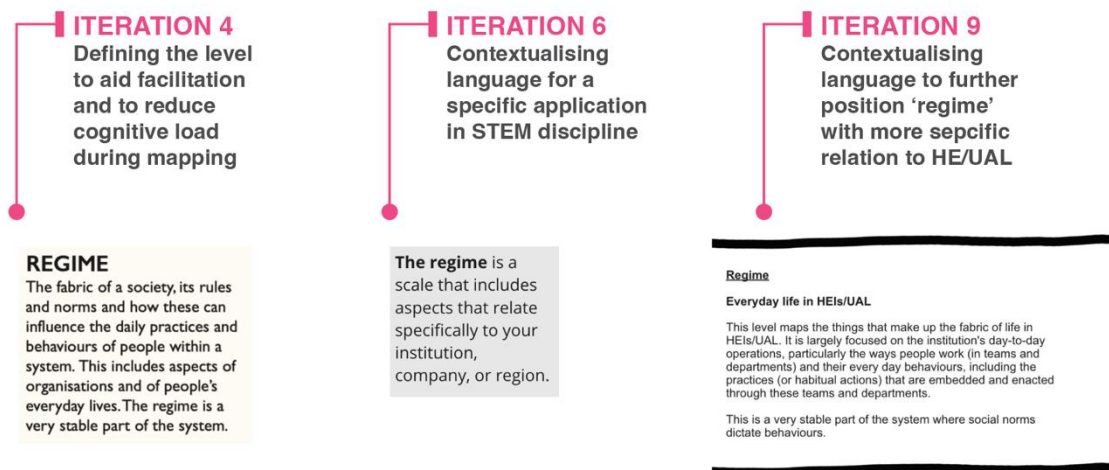 ITERATION 4
Defining the level
to aid facilitation
and to reduce
cognitive load
during mapping
REGIME
The fabric of a society, its rules
and norms and how these can
influence the daily practices and
behaviours of people within a
system. This includes aspects of
organisations and of people's
everyday lives. The regime is a
very stable part of the system.
ITERATION 6
Contextualising
language for a
specific application
in STEM discipline
The regime is a
scale that includes
aspects that relate
specifically to your
institution,
company, or region.
ITERATION 9
Contextualising
language to further
position ‘regime’
with more sepcific
relation to HE/UAL
Regime
Everyday life in HEIs/UAL
This level maps the things that make up the fabric of life in
HEIs/UAL. It is largely focused on the institution's day-to-day
operations, particularly the ways people work (in teams and
departments) and their every day behaviours, including the
practices (or habitual actions) that are embedded and enacted
through these teams and departments.
This is a very stable part of the system where social norms
dictate behaviours.